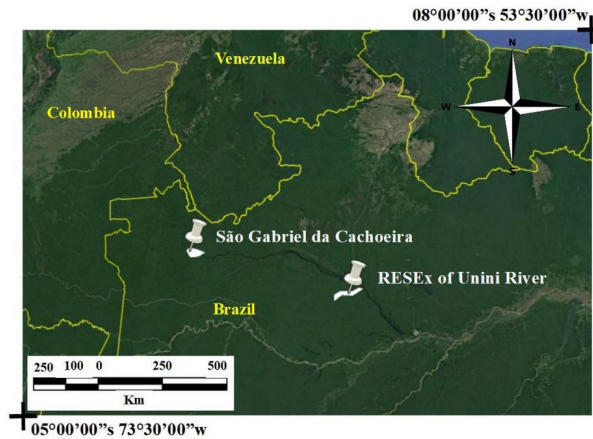 08°00’00”s 53°30’00”w
Venezuela
N
Colombia
W
E
S
São Gabriel da Cachoeira
RESEx of Unini River
Brazil
250 100 0 250 500
Km
05°00’00”s 73°30’00”w